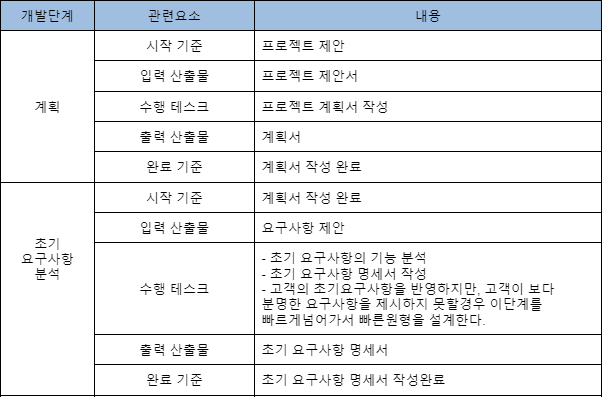 개발단계 관련요소 내용
계획
시작 기준 프로젝트 제안
입력 산출물 프로젝트 제안서
수행 테스크 프로젝트 계획서 작성
출력 산출물 계획서
완료 기준 계획서 작성 완료
초기
요구사항
분석
시작 기준 계획서 작성 완료
입력 산출물 요구사항 제안
수행 테스크
- 초기 요구사항의 기능 분석
- 초기 요구사항 명세서 작성
- 고객의 초기요구사항을 반영하지만, 고객이 보다
분명한 요구사항을 제시하지 못할경우 이단계를
빠르게넘어가서 빠른원형을 설계한다.
출력 산출물 초기 요구사항 명세서
완료 기준 초기 요구사항 명세서 작성완료